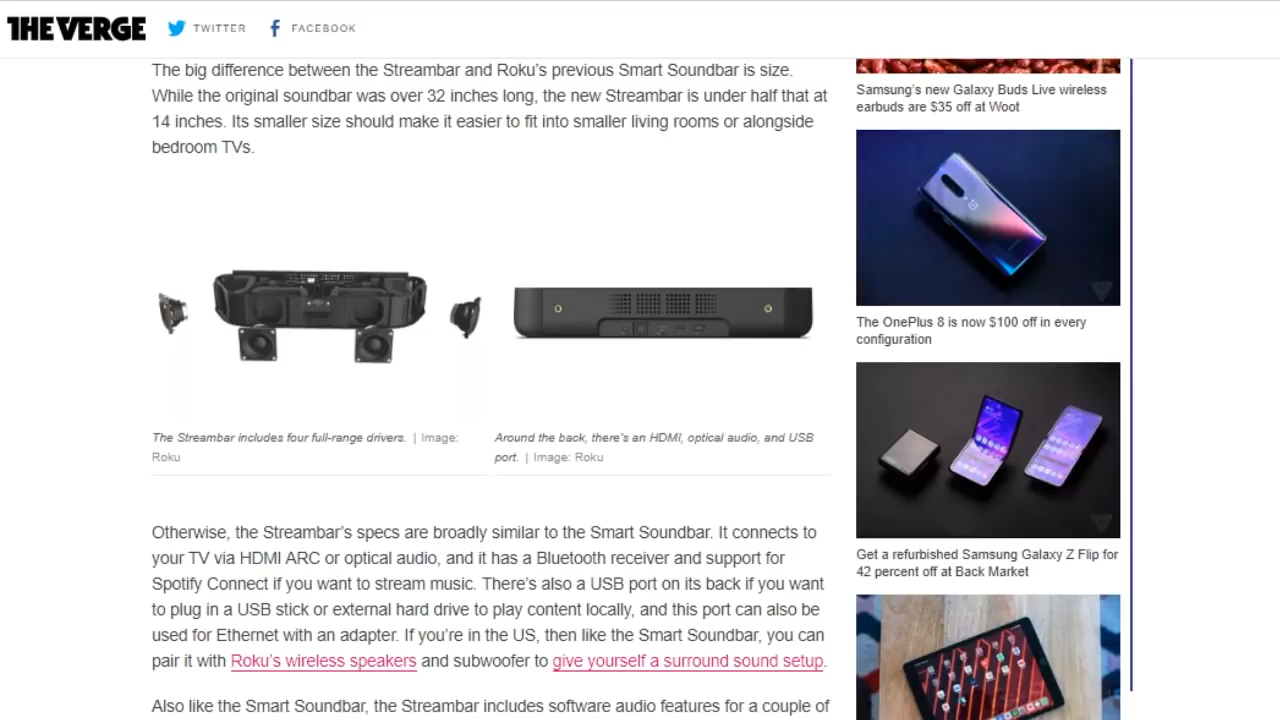 THE VERGE
TWITTER
FACEBOOK
The big difference between the Streambar and Roku's previous Smart Soundbar is size.
While the original soundbar was over 32 inches long, the new Streambar is under half that at
14 inches. Its smaller size should make it easier to fit into smaller living rooms or alongside
bedroom TVs.
The Streambar includes four full-range drivers. | Image:
Roku
Around the back, there's an HDMI, optical audio, and USB
port. | Image: Roku
Otherwise, the Streambar's specs are broadly similar to the Smart Soundbar. It connects to
your TV via HDMI ARC or optical audio, and it has a Bluetooth receiver and support for
Spotify Connect if you want to stream music. There's also a USB port on its back if you want
to plug in a USB stick or external hard drive to play content locally, and this port can also be
used for Ethernet with an adapter. If you're in the US, then like the Smart Soundbar, you can
pair it with Roku's wireless speakers and subwoofer to give yourself a surround sound setup.
Also like the Smart Soundbar, the Streambar includes software audio features for a couple of
Samsung's new Galaxy Buds Live wireless
earbuds are $35 off at Woot
The OnePlus 8 is now $100 off in every
configuration
Get a refurbished Samsung Galaxy Z Flip for
42 percent off at Back Market